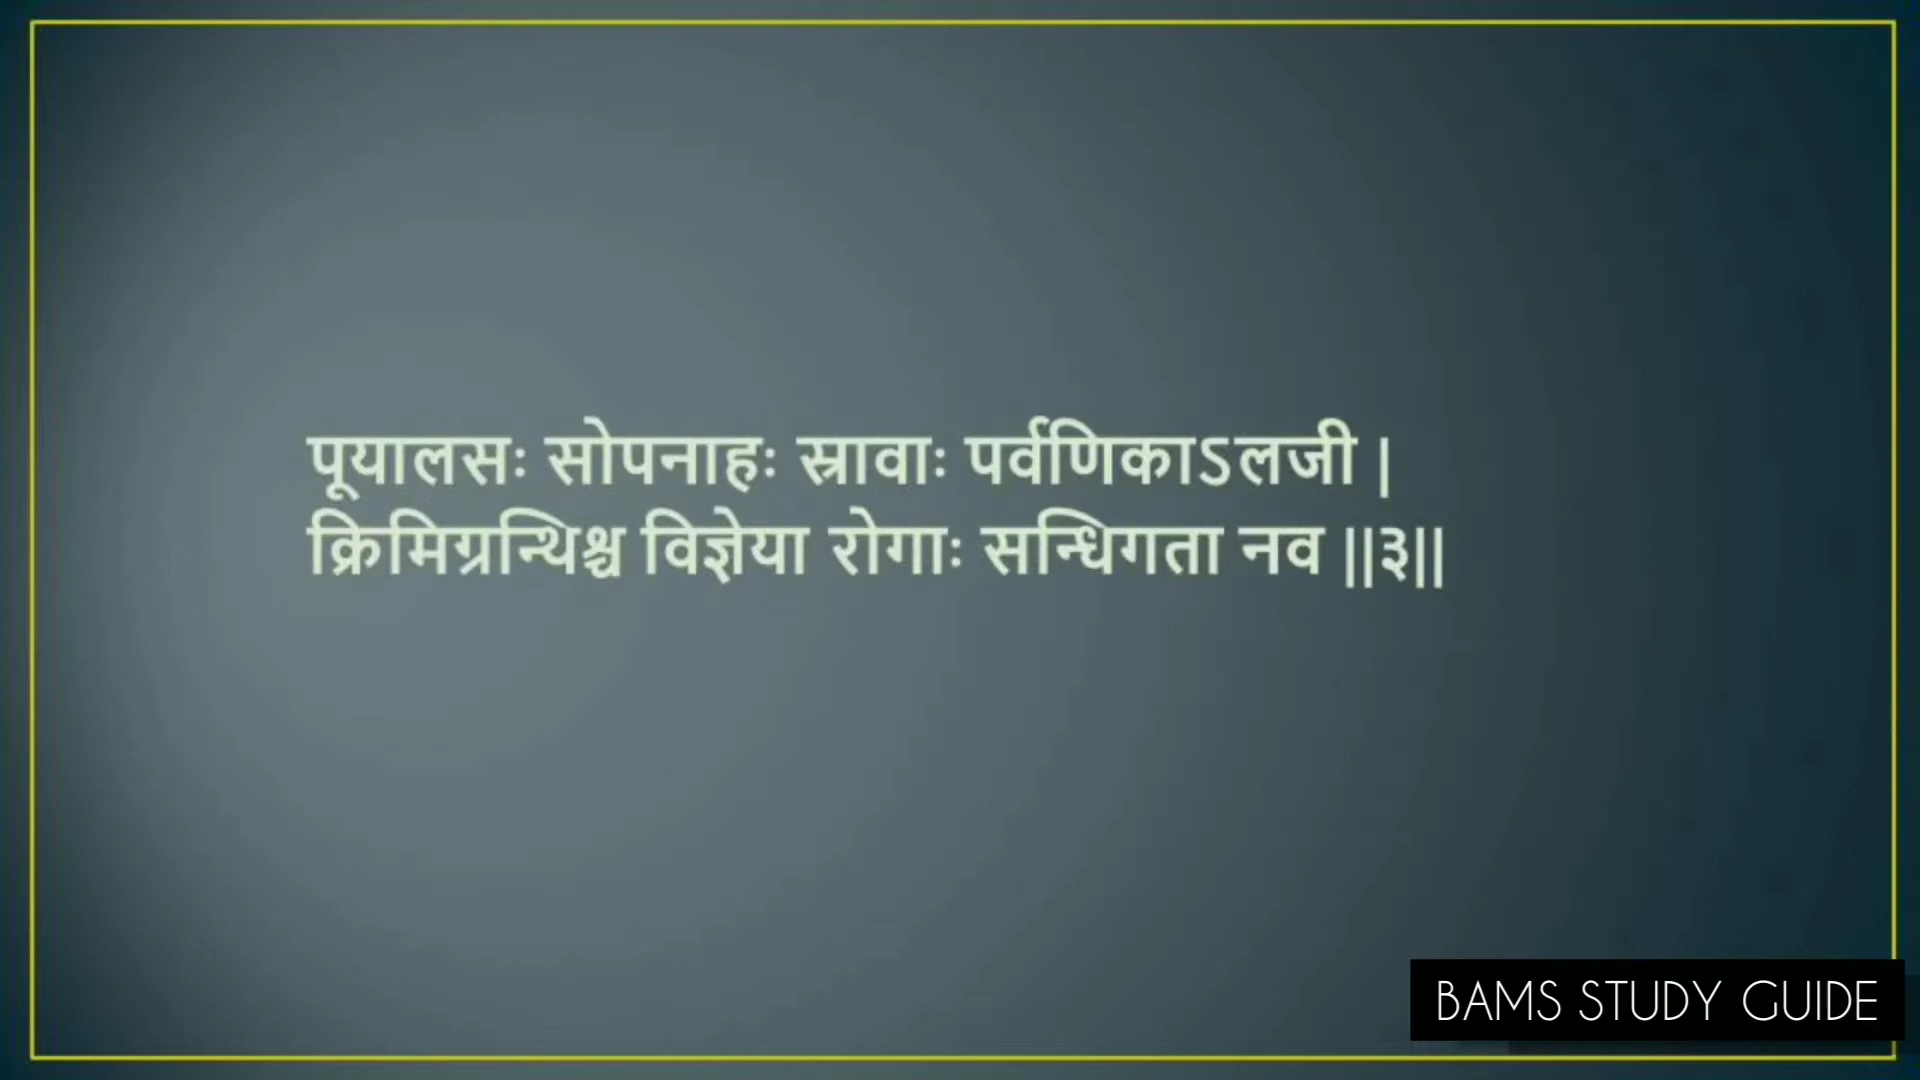 पूयालसः सोपनाहः स्रावाः पर्वणिकाऽलजी |
क्रिमिग्रन्थिश्च विज्ञेया रोगाः सन्धिगता नव ||३||
BAMS STUDY GUIDE